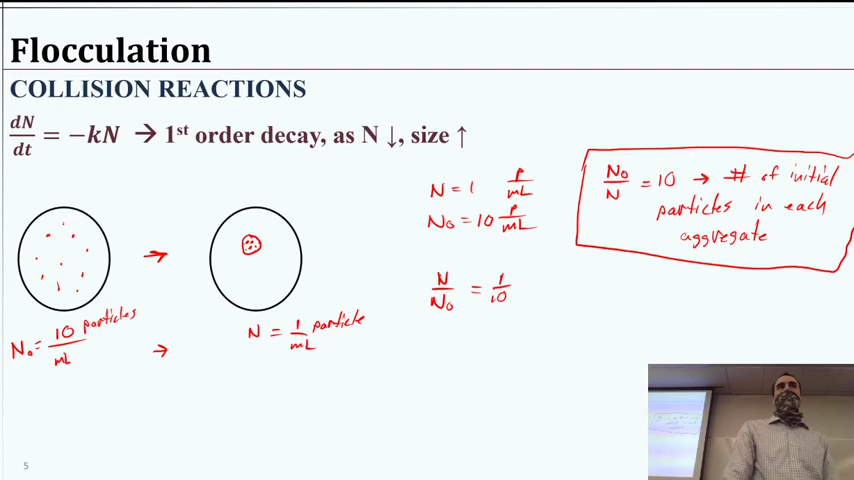 Flocculation
COLLISION REACTIONS
dN/dt = −kN → 1st order decay, as N ↓, size ↑
N = 1 P/mL
N₀ = 10 P/mL
N/N₀ = 1/10
N₀/N = 10 → # of initial
particles in each
aggregate
N₀ = 10 particles/mL →
N = 1 particle/mL
5